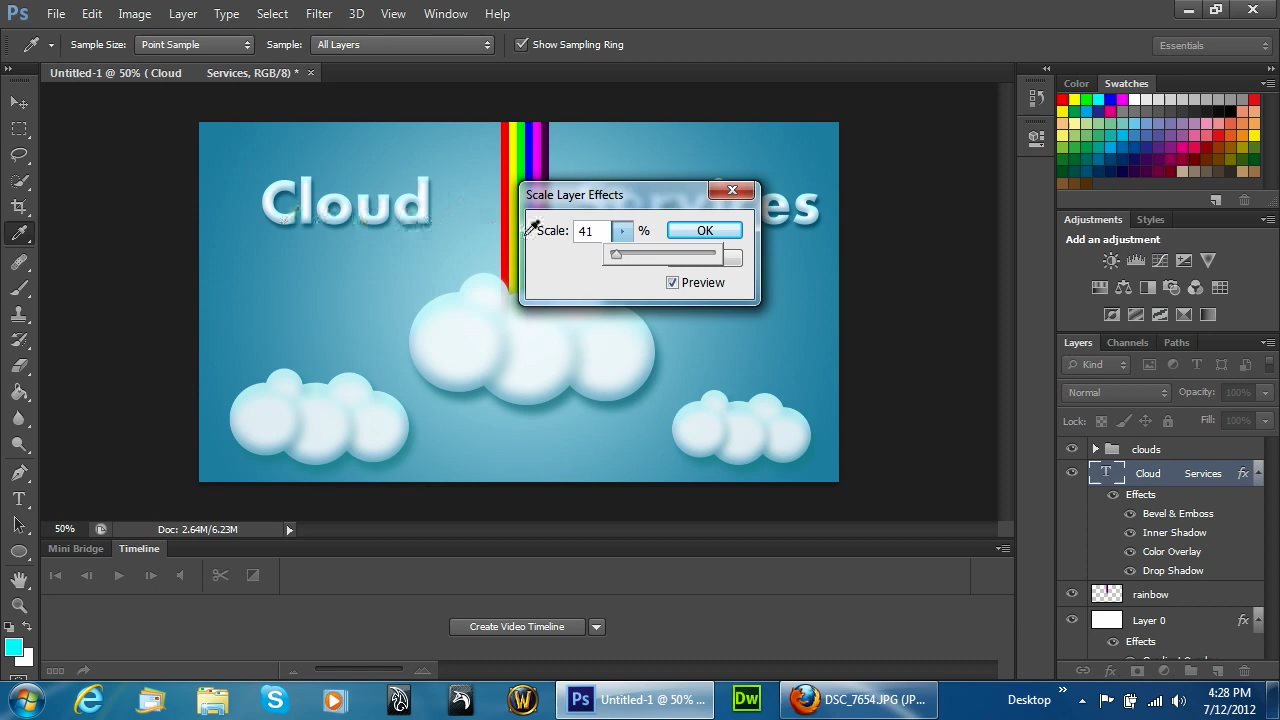 Ps File Edit Image Layer Type Select Filter 3D View Window Help
Sample Size: Point Sample Sample: All Layers Show Sampling Ring Essentials
Untitled-1 @ 50% ( Cloud Services, RGB/8) * ×
Color Swatches
Cloud
es
Scale Layer Effects
Scale: 41 % OK
Preview
Adjustments Styles
Add an adjustment
Layers Channels Paths
Kind
Normal Opacity: 100%
Lock: Fill: 100%
clouds
T Cloud Services fx
Effects
Bevel & Emboss
Inner Shadow
Color Overlay
Drop Shadow
rainbow
Layer 0 fx
Effects
50% Doc: 2.64M/6.23M
Mini Bridge Timeline
Create Video Timeline
Ps Untitled-1 @ 50% ... Dw DSC_7654.JPG (JP... Desktop » 4:28 PM
7/12/2012